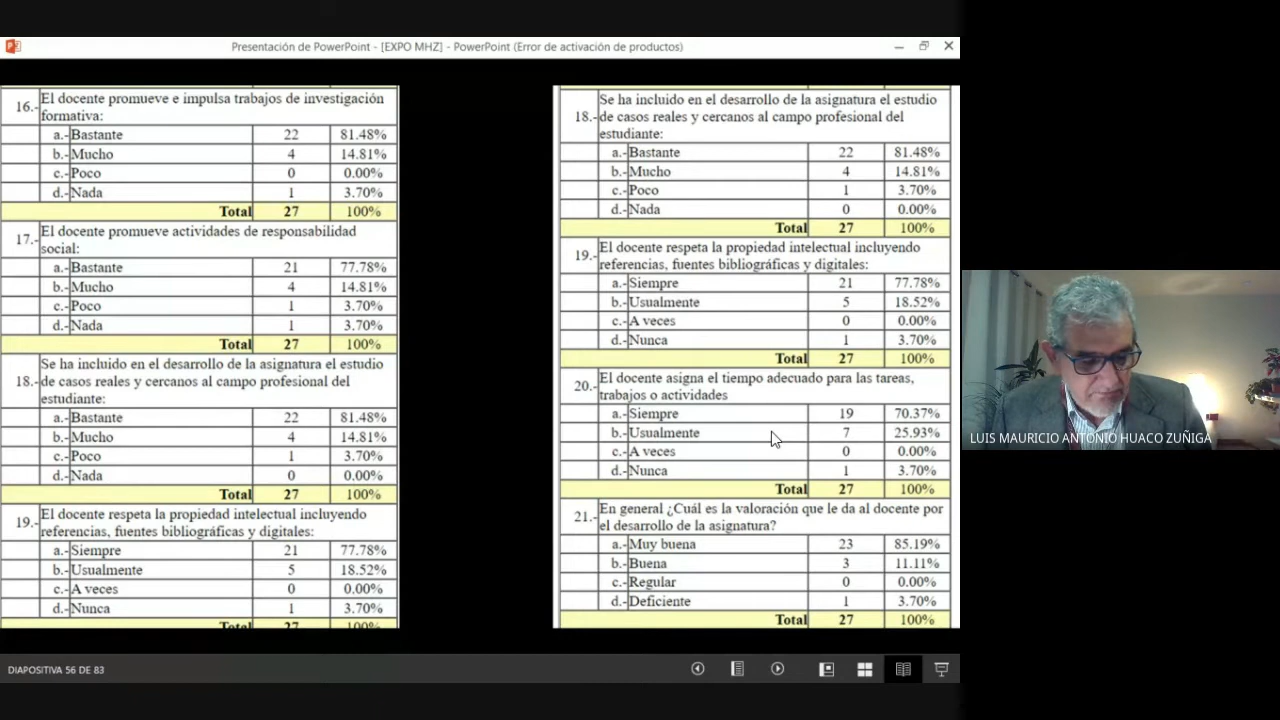 Presentación de PowerPoint - [EXPO MHZ] - PowerPoint (Error de activación de productos)
16.- El docente promueve e impulsa trabajos de investigación
formativa:
a.- Bastante 22 81.48%
b.- Mucho 4 14.81%
c.- Poco 0 0.00%
d.- Nada 1 3.70%
Total 27 100%
17.- El docente promueve actividades de responsabilidad
social:
a.- Bastante 21 77.78%
b.- Mucho 4 14.81%
c.- Poco 1 3.70%
d.- Nada 1 3.70%
Total 27 100%
Se ha incluido en el desarrollo de la asignatura el estudio
18.- de casos reales y cercanos al campo profesional del
estudiante:
a.- Bastante 22 81.48%
b.- Mucho 4 14.81%
c.- Poco 1 3.70%
d.- Nada 0 0.00%
Total 27 100%
19.- El docente respeta la propiedad intelectual incluyendo
referencias, fuentes bibliográficas y digitales:
a.- Siempre 21 77.78%
b.- Usualmente 5 18.52%
c.- A veces 0 0.00%
d.- Nunca 1 3.70%
Total 27 100%
Se ha incluido en el desarrollo de la asignatura el estudio
18.- de casos reales y cercanos al campo profesional del
estudiante:
a.- Bastante 22 81.48%
b.- Mucho 4 14.81%
c.- Poco 1 3.70%
d.- Nada 0 0.00%
Total 27 100%
19.- El docente respeta la propiedad intelectual incluyendo
referencias, fuentes bibliográficas y digitales:
a.- Siempre 21 77.78%
b.- Usualmente 5 18.52%
c.- A veces 0 0.00%
d.- Nunca 1 3.70%
Total 27 100%
20.- El docente asigna el tiempo adecuado para las tareas,
trabajos o actividades
a.- Siempre 19 70.37%
b.- Usualmente 7 25.93%
c.- A veces 0 0.00%
d.- Nunca 1 3.70%
Total 27 100%
21.- En general ¿Cuál es la valoración que le da al docente por
el desarrollo de la asignatura?
a.- Muy buena 23 85.19%
b.- Buena 3 11.11%
c.- Regular 0 0.00%
d.- Deficiente 1 3.70%
Total 27 100%
LUIS MAURICIO ANTONIO HUACO ZUÑIGA
DIAPOSITIVA 56 DE 83